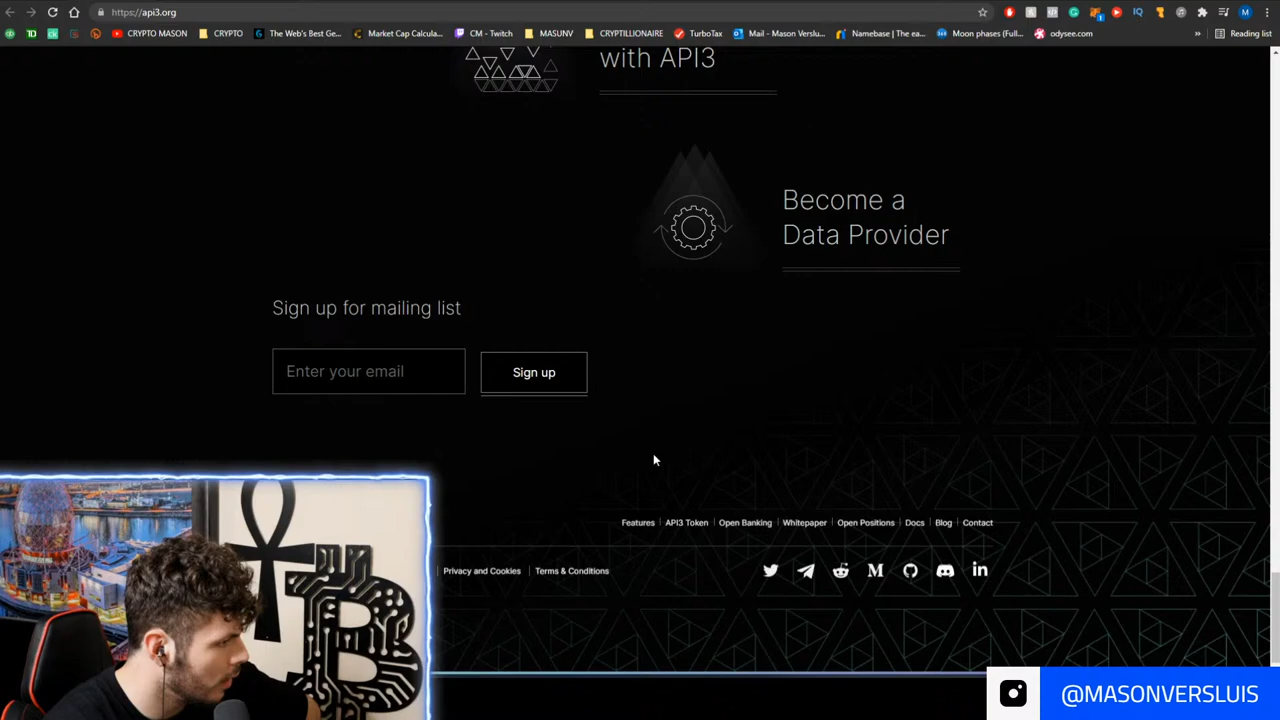 https://api3.org
CRYPTO MASON
CRYPTO
The Web's Best Ge...
Market Cap Calcula...
CM - Twitch
MASUNV
CRYPTILLIONAIRE
TurboTax
Mail - Mason Verslu...
Namebase | The ea...
Moon phases (Full...
odysee.com
»
Reading list
with API3
Become a
Data Provider
Sign up for mailing list
Enter your email
Sign up
Features | API3 Token | Open Banking | Whitepaper | Open Positions | Docs | Blog | Contact
| Privacy and Cookies | Terms & Conditions
@MASONVERSLUIS